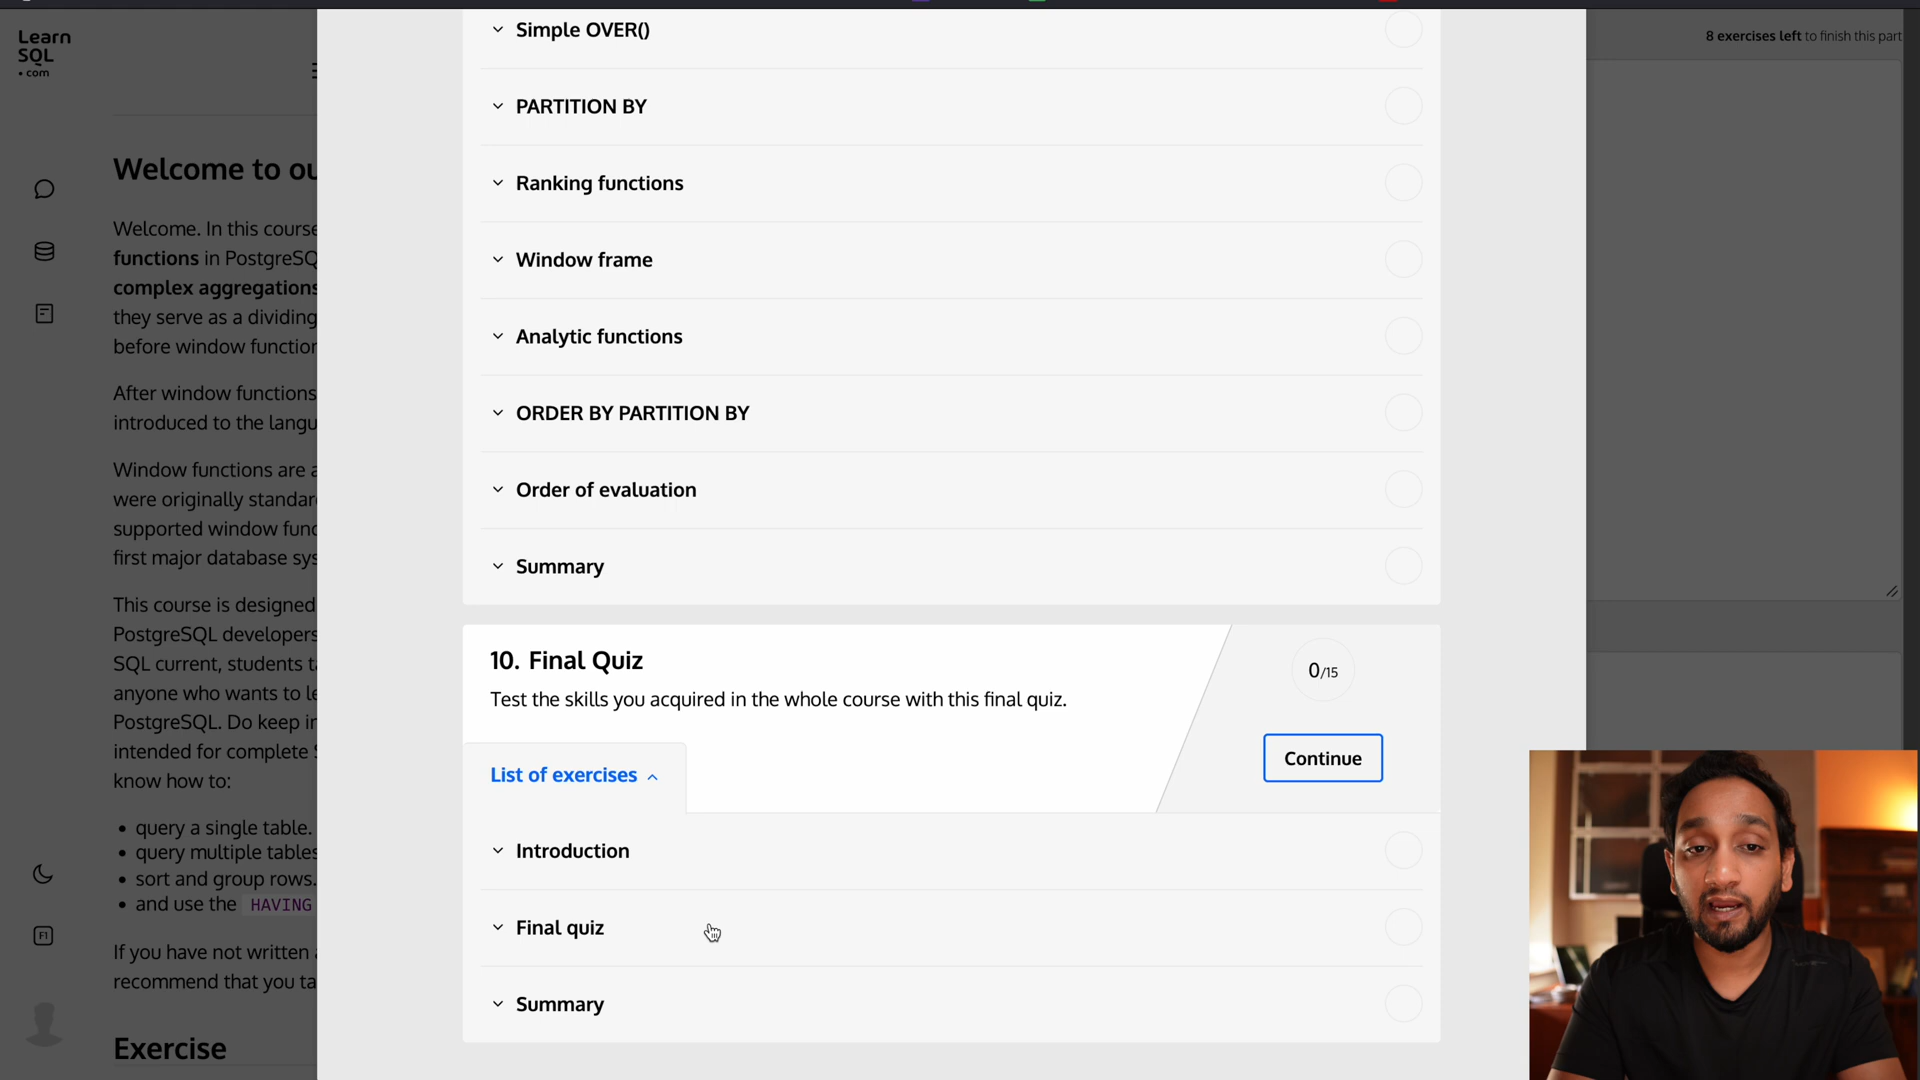 Learn
SQL
• com
8 exercises left to finish this part
Simple OVER()
PARTITION BY
Ranking functions
Window frame
Analytic functions
ORDER BY PARTITION BY
Order of evaluation
Summary
10. Final Quiz
Test the skills you acquired in the whole course with this final quiz.
0/15
Continue
List of exercises
Introduction
Final quiz
Summary
Welcome to ou
Welcome. In this course
functions in PostgreSQ
complex aggregations
they serve as a dividing
before window function
After window functions
introduced to the langu
Window functions are a
were originally standar
supported window func
first major database sys
This course is designed
PostgreSQL developers
SQL current, students ta
anyone who wants to le
PostgreSQL. Do keep in
intended for complete S
know how to:
• query a single table.
• query multiple tables
• sort and group rows.
• and use the HAVING
If you have not written a
recommend that you ta
Exercise
F1